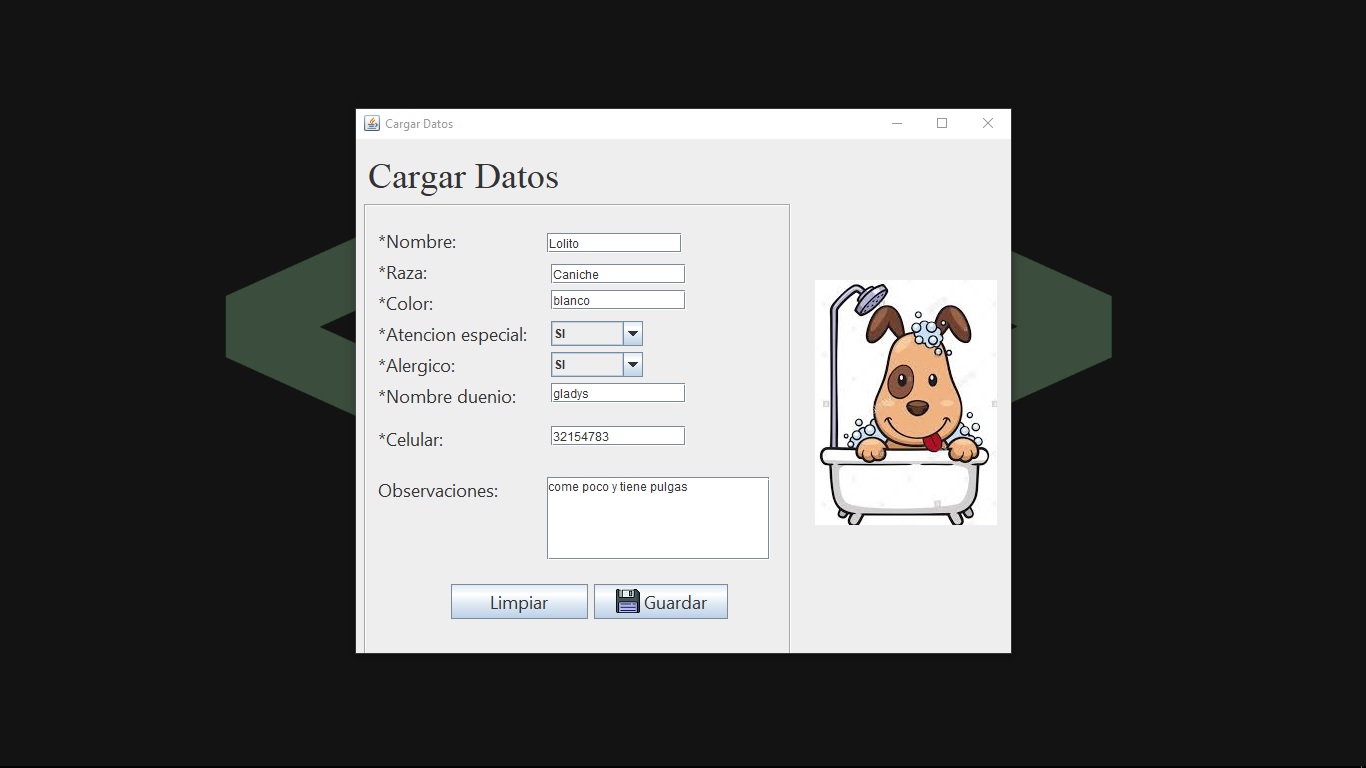 Cargar Datos
Cargar Datos
*Nombre: Lolito
*Raza: Caniche
*Color: blanco
*Atencion especial: SI
*Alergico: SI
*Nombre duenio: gladys
*Celular: 32154783
Observaciones: come poco y tiene pulgas
Limpiar Guardar